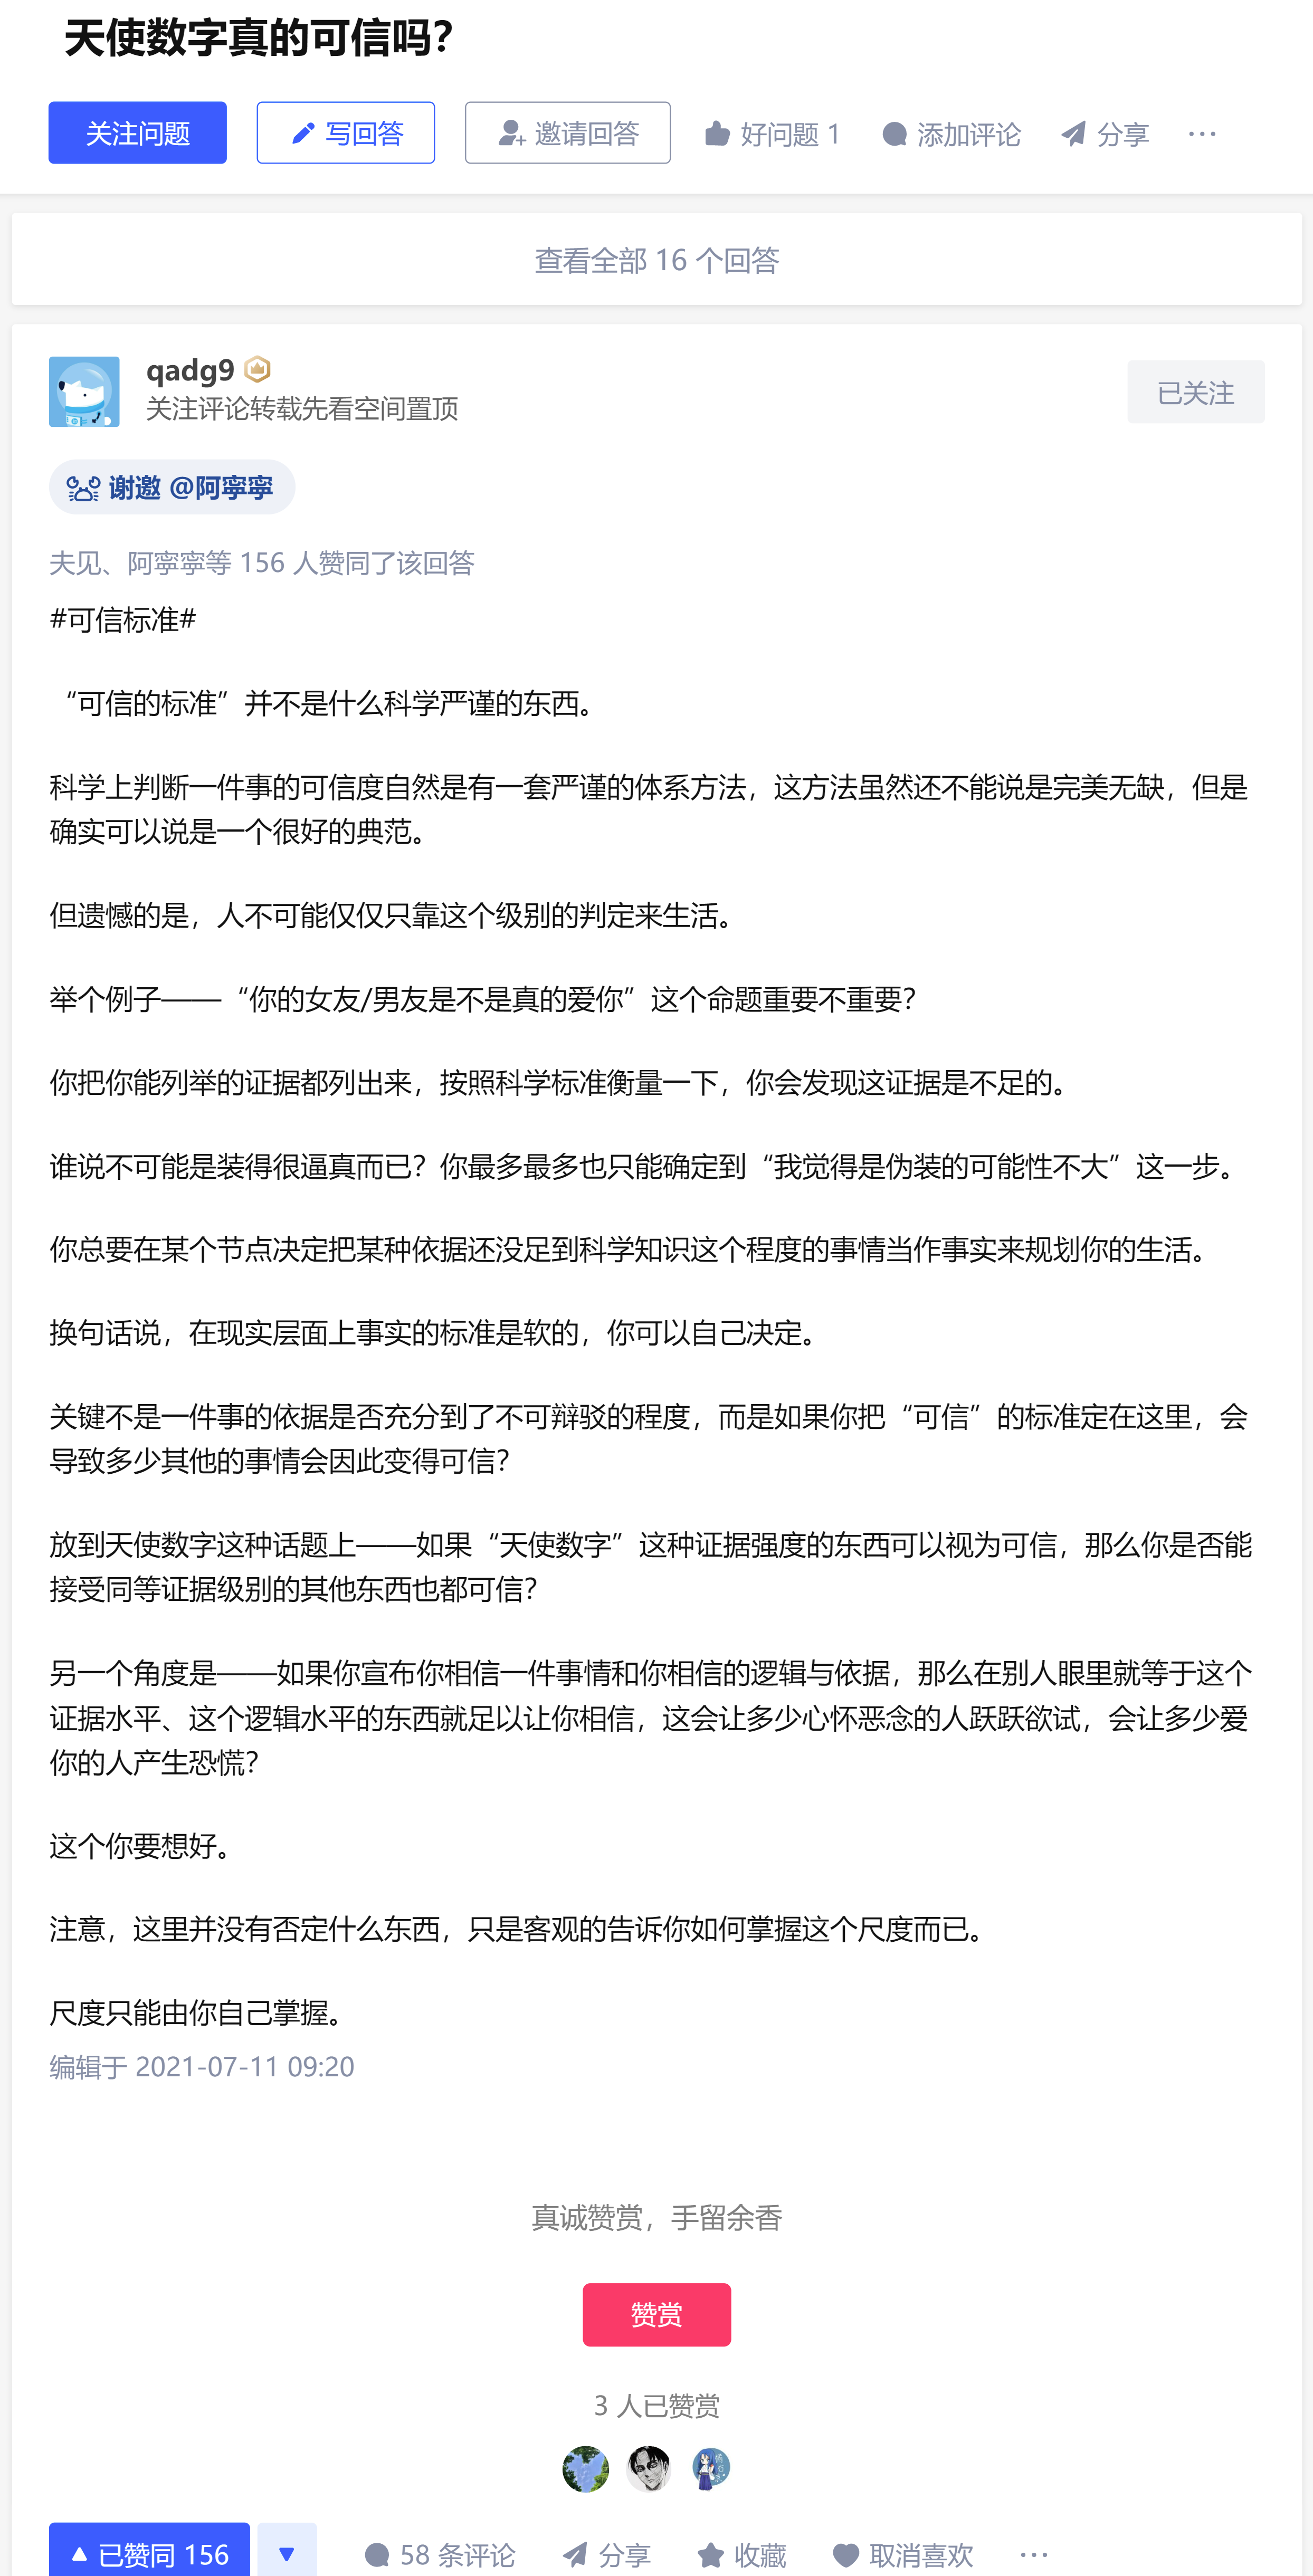 天使数字真的可信吗?
关注问题 写回答 邀请回答 好问题 1 添加评论 分享 ···
查看全部 16 个回答
qadg9
关注评论转载先看空间置顶
已关注
谢邀 @阿寧寧
夫见、阿寧寧等 156 人赞同了该回答
#可信标准#
“可信的标准”并不是什么科学严谨的东西。
科学上判断一件事的可信度自然是有一套严谨的体系方法，这方法虽然还不能说是完美无缺，但是
确实可以说是一个很好的典范。
但遗憾的是，人不可能仅仅只靠这个级别的判定来生活。
举个例子——“你的女友/男友是不是真的爱你”这个命题重要不重要？
你把你能列举的证据都列出来，按照科学标准衡量一下，你会发现这证据是不足的。
谁说不可能是装得很逼真而已？你最多最多也只能确定到“我觉得是伪装的可能性不大”这一步。
你总要在某个节点决定把某种依据还没足到科学知识这个程度的事情当作事实来规划你的生活。
换句话说，在现实层面上事实的标准是软的，你可以自己决定。
关键不是一件事的依据是否充分到了不可辩驳的程度，而是如果你把“可信”的标准定在这里，会
导致多少其他的事情会因此变得可信？
放到天使数字这种话题上——如果“天使数字”这种证据强度的东西可以视为可信，那么你是否能
接受同等证据级别的其他东西也都可信？
另一个角度是——如果你宣布你相信一件事情和你相信的逻辑与依据，那么在别人眼里就等于这个
证据水平、这个逻辑水平的东西就足以让你相信，这会让多少心怀恶念的人跃跃欲试，会让多少爱
你的人产生恐慌？
这个你要想好。
注意，这里并没有否定什么东西，只是客观的告诉你如何掌握这个尺度而已。
尺度只能由你自己掌握。
编辑于 2021-07-11 09:20
真诚赞赏，手留余香
赞赏
3 人已赞赏
已赞同 156 58 条评论 分享 收藏 取消喜欢 ···